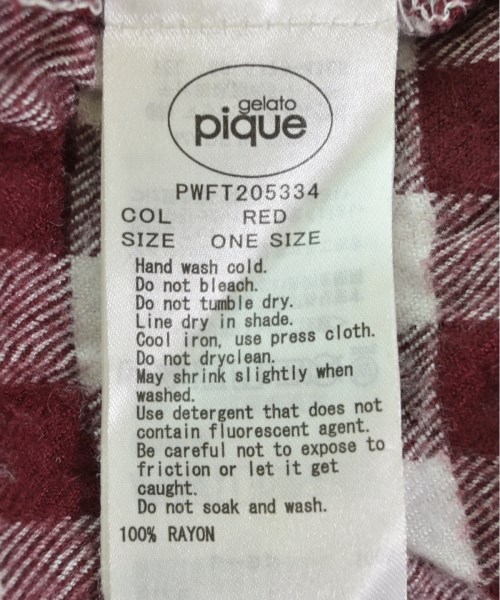 gelato
pique
PWFT205334
COL RED
SIZE ONE SIZE
Hand wash cold.
Do not bleach.
Do not tumble dry.
Line dry in shade.
Cool iron, use press cloth.
Do not dryclean.
May shrink slightly when
washed.
Use detergent that does not
contain fluorescent agent.
Be careful not to expose to
friction or let it get
caught.
Do not soak and wash.
100% RAYON